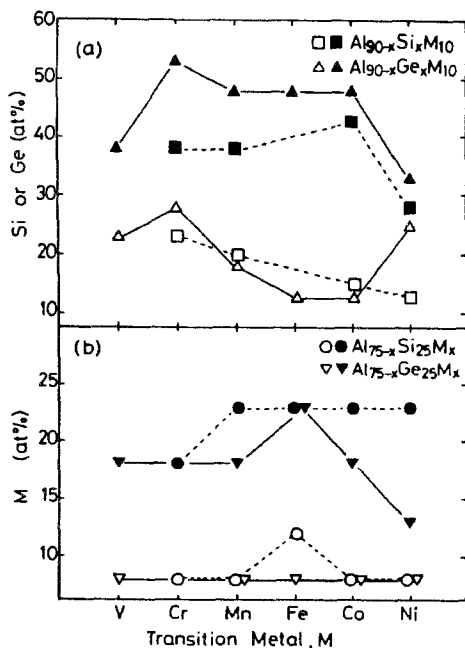 (a)
Al90-xSixM10
Al90-xGexM10
Si or Ge (at%)
60
50
40
30
20
10
(b)
Al75-xSi25Mx
Al75-xGe25Mx
M (at%)
25
20
15
10
V Cr Mn Fe Co Ni
Transition Metal, M